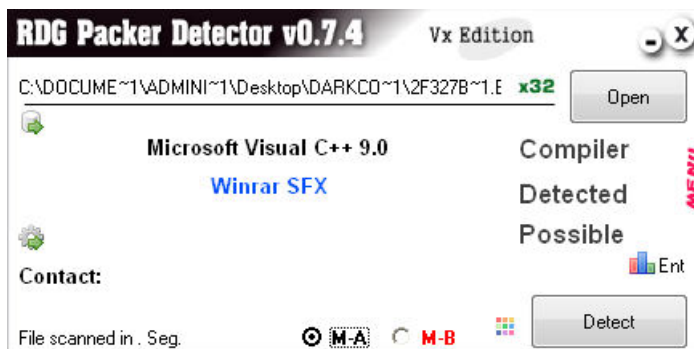 RDG Packer Detector v0.7.4 Vx Edition
X
C:\DOCUME~1\ADMINI~1\Desktop\DARKCO~1\2F327B~1.E x32 Open
Microsoft Visual C++ 9.0 Compiler
Winrar SFX Detected
Possible
MENU
Ent
Contact:
Detect
File scanned in . Seg. M-A M-B